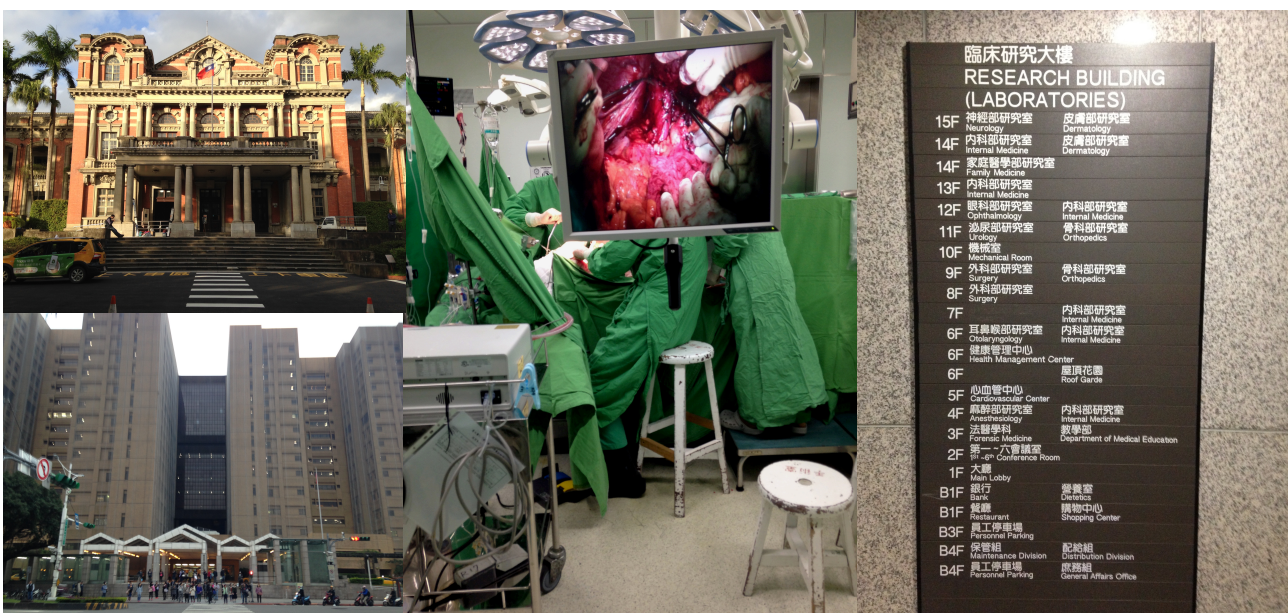 臨床研究大樓
RESEARCH BUILDING
(LABORATORIES)
15F 神經部研究室 皮膚部研究室
Neurology Dermatology
14F 內科部研究室 皮膚部研究室
Internal Medicine Dermatology
14F 家庭醫學部研究室
Family Medicine
13F 內科部研究室
Internal Medicine
12F 眼科部研究室 內科部研究室
Ophthalmology Internal Medicine
11F 泌尿部研究室 骨科部研究室
Urology Orthopedics
10F 機械室
Mechanical Room
9F 外科部研究室 骨科部研究室
Surgery Orthopedics
8F 外科部研究室
Surgery
7F 內科部研究室
Internal Medicine
6F 耳鼻喉部研究室 內科部研究室
Otolaryngology Internal Medicine
6F 健康管理中心
Health Management Center
6F 屋頂花園
Roof Garde
5F 心血管中心
Cardiovascular Center
4F 麻醉部研究室 內科部研究室
Anesthesiology Internal Medicine
3F 法醫學科 教學部
Forensic Medicine Department of Medical Education
2F 第一~六會議室
1st -6th Conference Room
1F 大廳
Main Lobby
B1F 銀行 營養室
Bank Dietetics
B1F 餐廳 購物中心
Restaurant Shopping Center
B3F 員工停車場
Personnel Parking
B4F 保管組 配給組
Maintenance Division Distribution Division
B4F 員工停車場 庶務組
Personnel Parking General Affairs Office